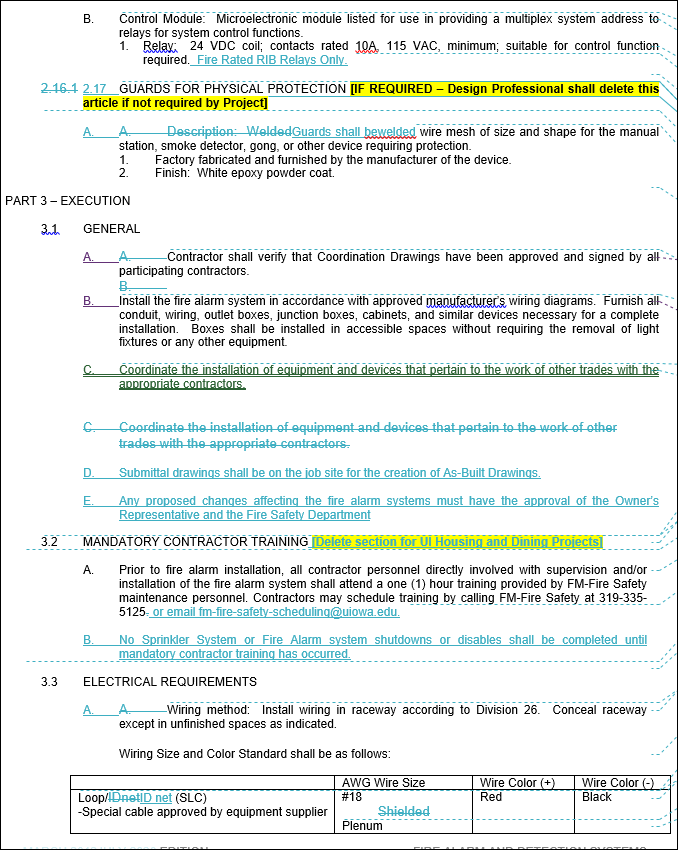 B. Control Module: Microelectronic module listed for use in providing a multiplex system address to
relays for system control functions.
1. Relay: 24 VDC coil; contacts rated 10A, 115 VAC, minimum; suitable for control function
required. Fire Rated RIB Relays Only.
2.16.1 2.17 GUARDS FOR PHYSICAL PROTECTION [IF REQUIRED – Design Professional shall delete this
article if not required by Project]
A. A. Description: WeldedGuards shall bewelded wire mesh of size and shape for the manual
station, smoke detector, gong, or other device requiring protection.
1. Factory fabricated and furnished by the manufacturer of the device.
2. Finish: White epoxy powder coat.
PART 3 – EXECUTION
3.1 GENERAL
A. A. Contractor shall verify that Coordination Drawings have been approved and signed by all
participating contractors.
B.
B. Install the fire alarm system in accordance with approved manufacturer's wiring diagrams. Furnish all
conduit, wiring, outlet boxes, junction boxes, cabinets, and similar devices necessary for a complete
installation. Boxes shall be installed in accessible spaces without requiring the removal of light
fixtures or any other equipment.
C. Coordinate the installation of equipment and devices that pertain to the work of other trades with the
appropriate contractors.
C. Coordinate the installation of equipment and devices that pertain to the work of other
trades with the appropriate contractors.
D. Submittal drawings shall be on the job site for the creation of As-Built Drawings.
E. Any proposed changes affecting the fire alarm systems must have the approval of the Owner's
Representative and the Fire Safety Department
3.2 MANDATORY CONTRACTOR TRAINING [Delete section for UI Housing and Dining Projects]
A. Prior to fire alarm installation, all contractor personnel directly involved with supervision and/or
installation of the fire alarm system shall attend a one (1) hour training provided by FM-Fire Safety
maintenance personnel. Contractors may schedule training by calling FM-Fire Safety at 319-335-
5125. or email fm-fire-safety-scheduling@uiowa.edu.
B. No Sprinkler System or Fire Alarm system shutdowns or disables shall be completed until
mandatory contractor training has occurred.
3.3 ELECTRICAL REQUIREMENTS
A. A. Wiring method: Install wiring in raceway according to Division 26. Conceal raceway
except in unfinished spaces as indicated.
Wiring Size and Color Standard shall be as follows:
AWG Wire Size Wire Color (+) Wire Color (-)
Loop/IDnetID net (SLC) #18 Red Black
-Special cable approved by equipment supplier Shielded
Plenum
EDITION FIRE ALARM AND DETECTION SYSTEMS